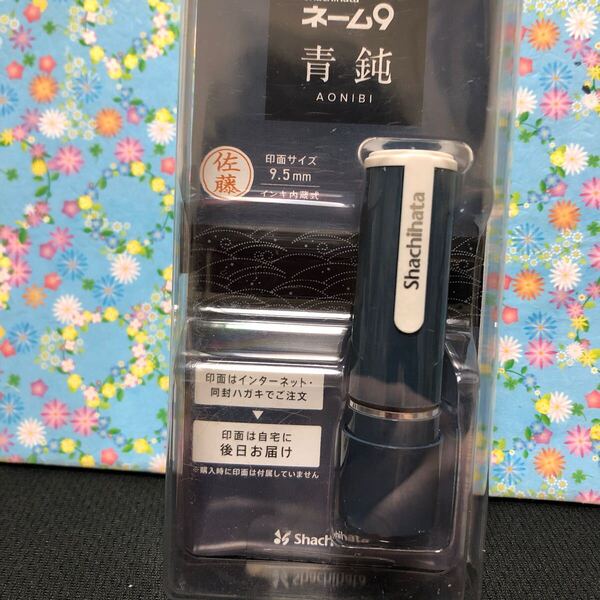 Shachihata
ネーム9
青鈍
AONIBI
佐藤
印面サイズ
9.5mm
インキ内蔵式
Shachihata
印面はインターネット・
同封ハガキでご注文
印面は自宅に
後日お届け
※購入時に印面は付属していません
Shachihata
Shachihata